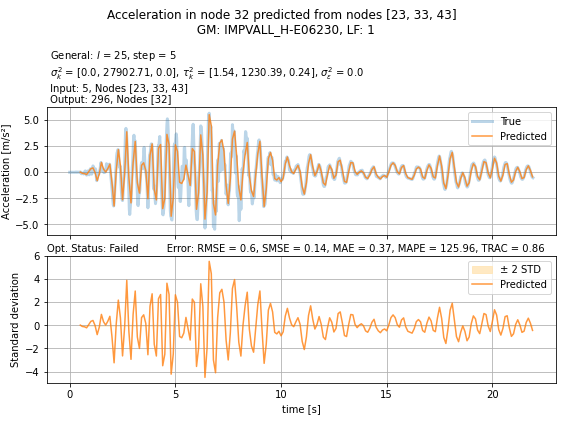 Acceleration in node 32 predicted from nodes [23, 33, 43]
GM: IMPVALL_H-E06230, LF: 1
General: l = 25, step = 5
σ_k² = [0.0, 27902.71, 0.0], τ_k² = [1.54, 1230.39, 0.24], σ_ε² = 0.0
Input: 5, Nodes [23, 33, 43]
Output: 296, Nodes [32]
Acceleration [m/s²]
5.0
2.5
0.0
−2.5
−5.0
True
Predicted
Opt. Status: Failed
Error: RMSE = 0.6, SMSE = 0.14, MAE = 0.37, MAPE = 125.96, TRAC = 0.86
Standard deviation
6
4
2
0
−2
−4
± 2 STD
Predicted
0 5 10 15 20
time [s]